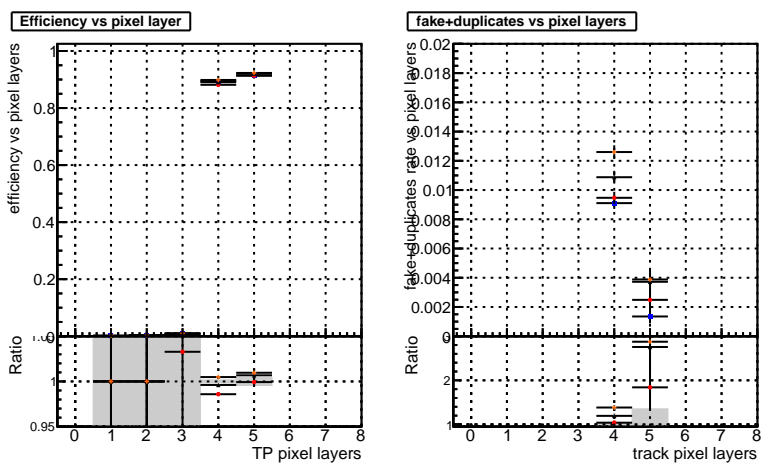 Efficiency vs pixel layer
efficiency vs pixel layers
1
0.8
0.6
0.4
0.2
0
Ratio
1
0.95
0 1 2 3 4 5 6 7 8
TP pixel layers
fake+duplicates vs pixel layers
fake+duplicates rate vs pixel layers
0.02
0.018
0.016
0.014
0.012
0.01
0.008
0.006
0.004
0.002
0
Ratio
2
1
0 1 2 3 4 5 6 7 8
track pixel layers